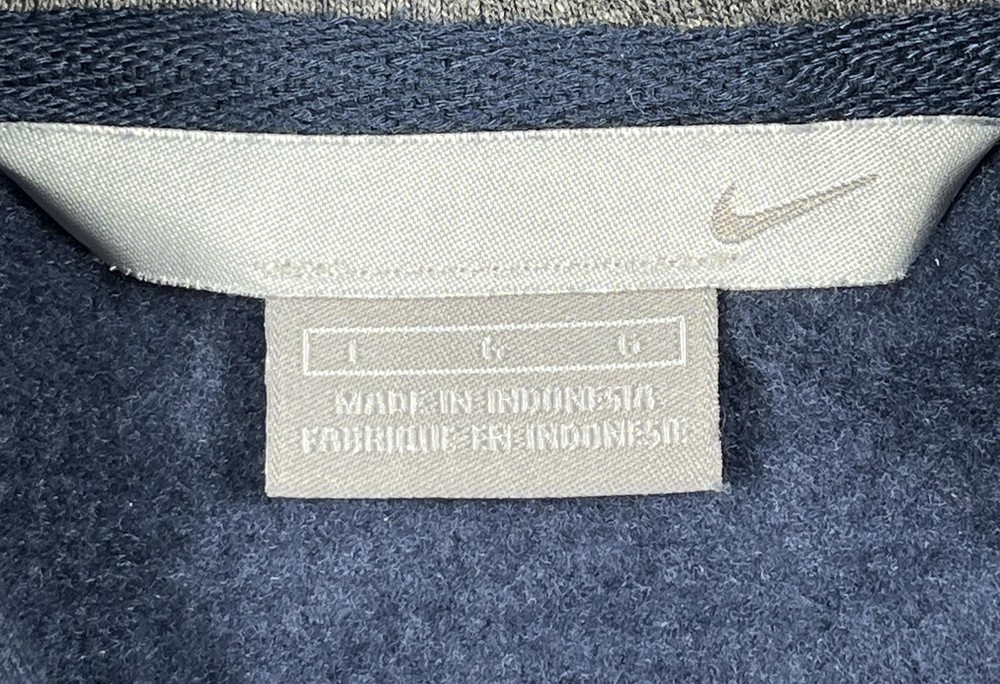 L G G
MADE IN INDONESIA
FABRIQUE EN INDONESIE